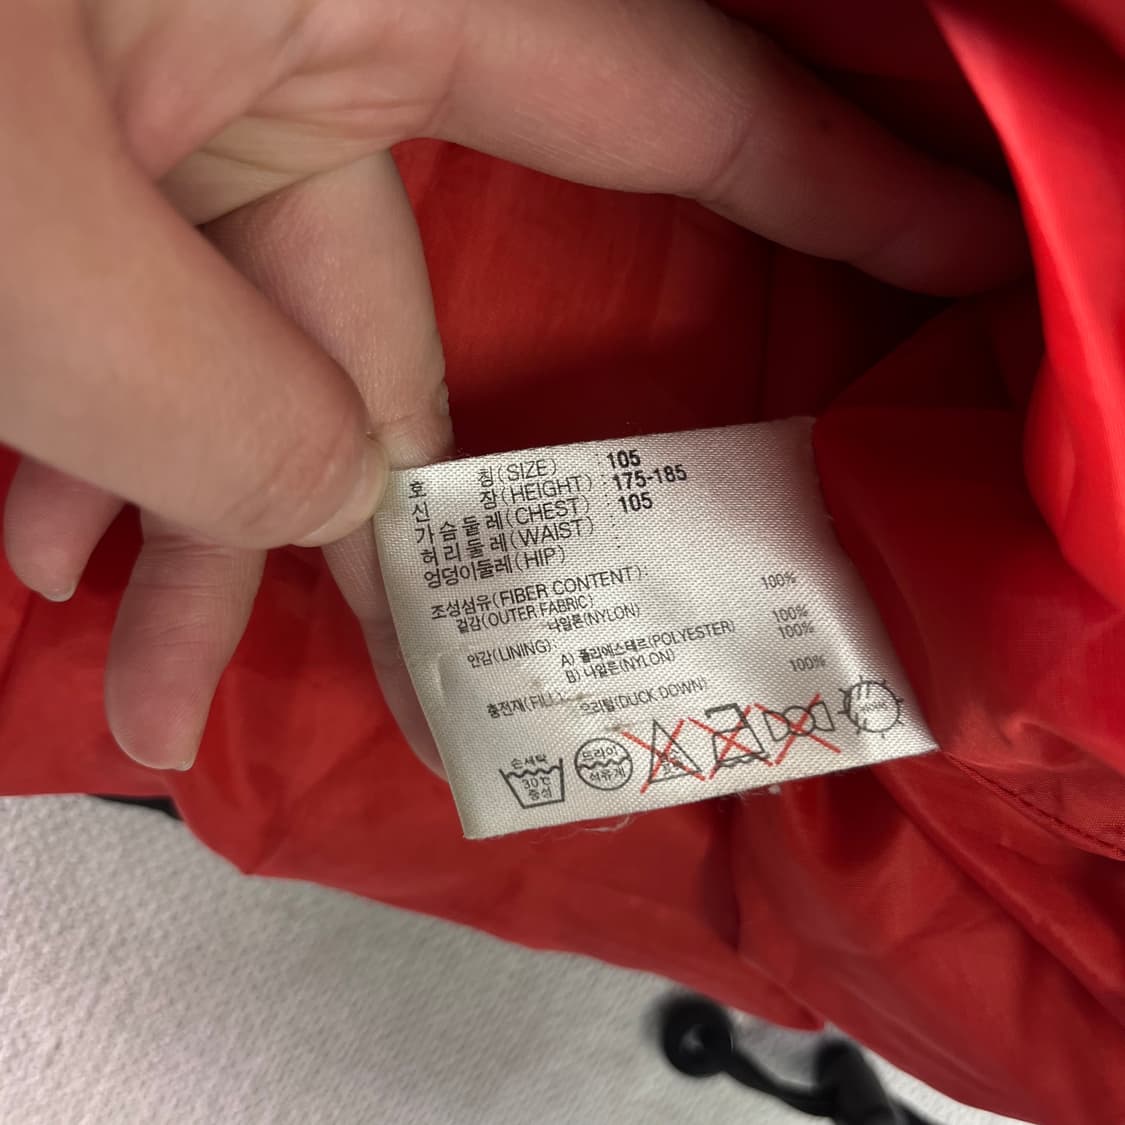 호 칭(SIZE) : 105
신 장(HEIGHT) : 175-185
가슴둘레(CHEST) : 105
허리둘레(WAIST) :
엉덩이둘레(HIP) :
조성섬유(FIBER CONTENT):
겉감(OUTER FABRIC)
나일론(NYLON) 100%
안감(LINING):
A) 폴리에스테르(POLYESTER) 100%
B) 나일론(NYLON) 100%
충전재(FILL):
오리털(DUCK DOWN) 100%
손세탁
30℃
중성
드라이
석유계